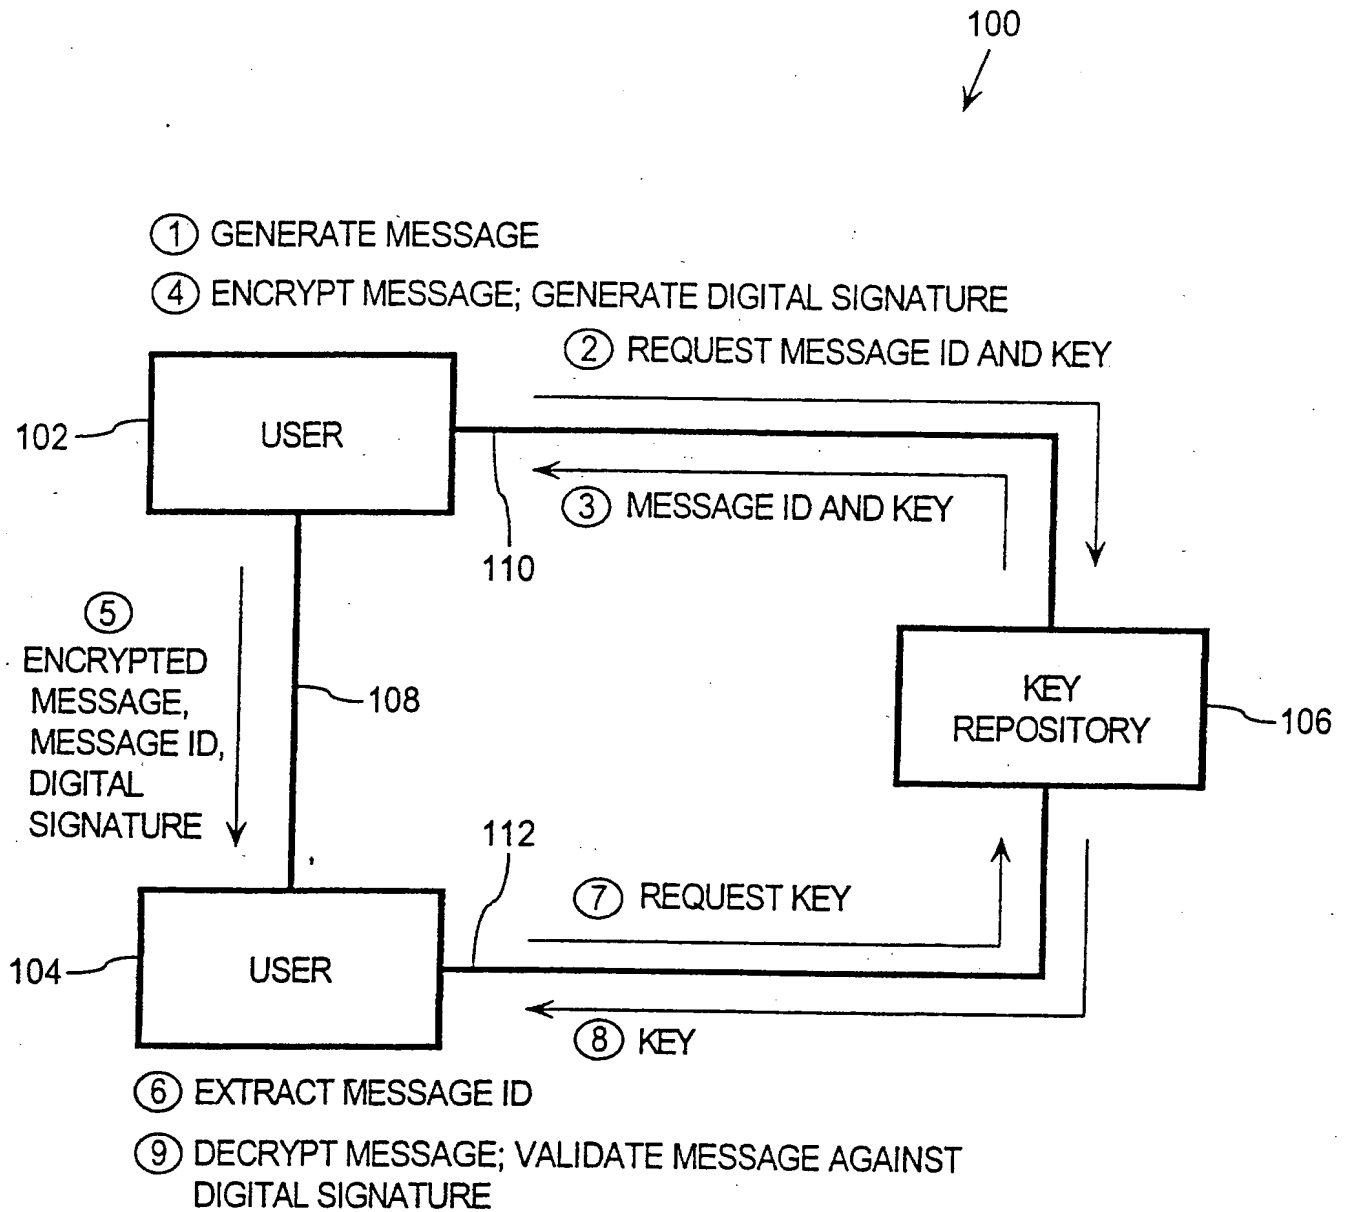 100
① GENERATE MESSAGE
④ ENCRYPT MESSAGE; GENERATE DIGITAL SIGNATURE
② REQUEST MESSAGE ID AND KEY
102
USER
③ MESSAGE ID AND KEY
110
⑤
ENCRYPTED
MESSAGE,
MESSAGE ID,
DIGITAL
SIGNATURE
108
KEY
REPOSITORY
106
112
⑦ REQUEST KEY
104
USER
⑧ KEY
⑥ EXTRACT MESSAGE ID
⑨ DECRYPT MESSAGE; VALIDATE MESSAGE AGAINST
DIGITAL SIGNATURE